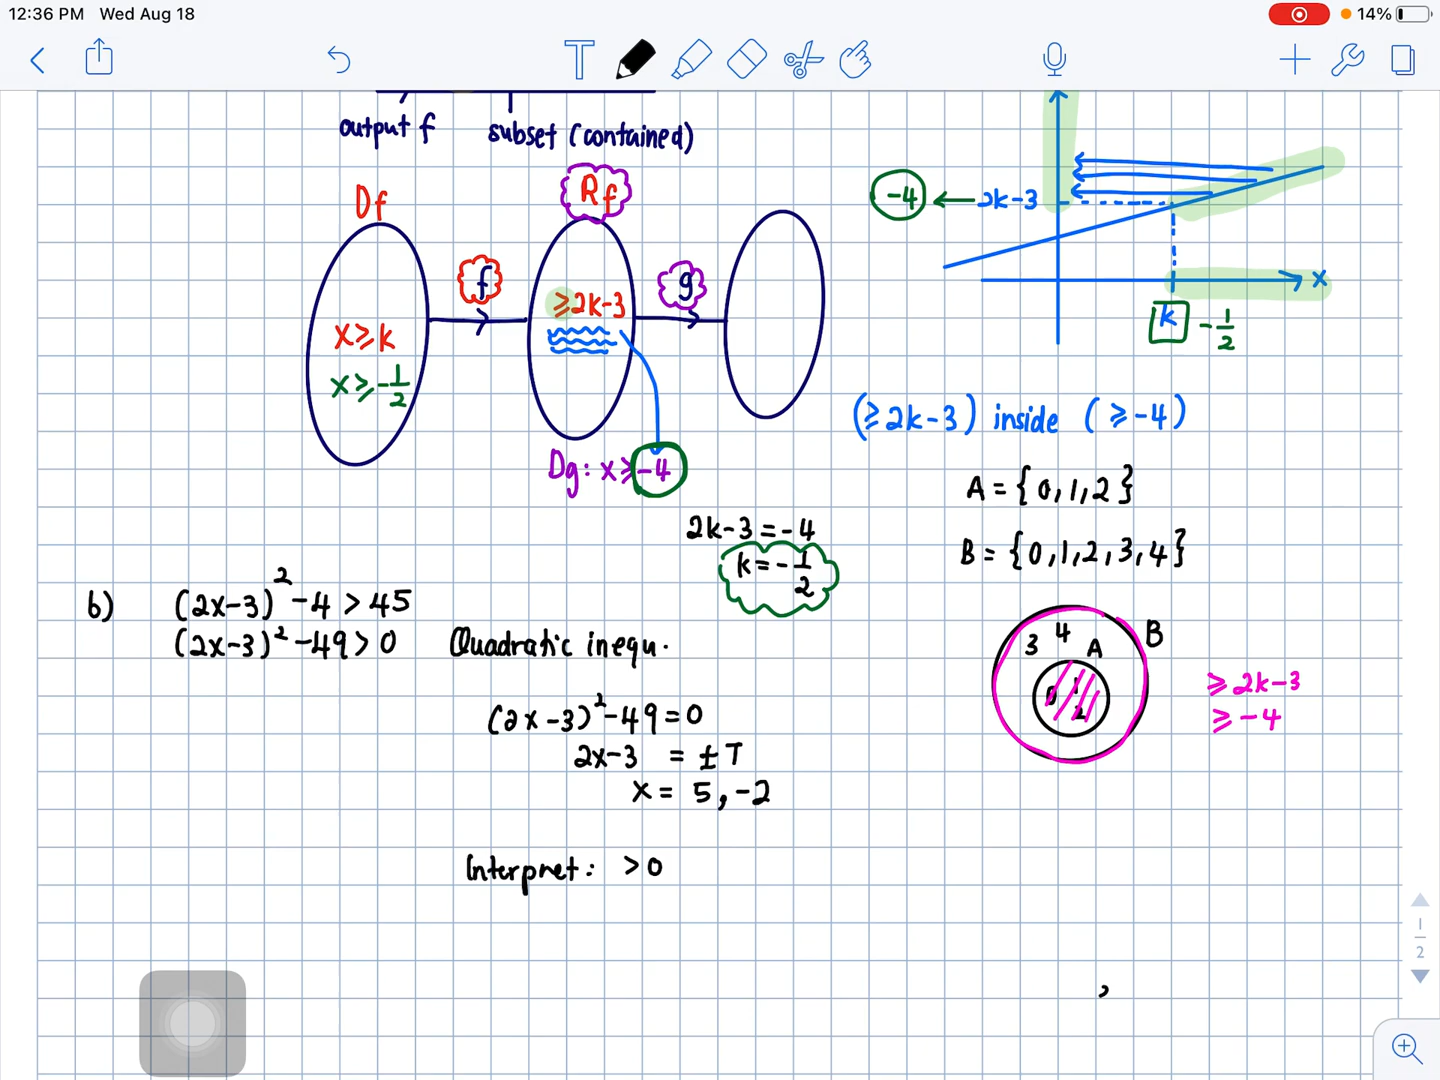 12:36 PM Wed Aug 18
14%
output f subset (contained)
Df
Rf
f
g
≥2k-3
x≥k
x≥-1/2
Dg: x≥-4
-4 ← 2k-3
x
k -1/2
(≥2k-3) inside (≥-4)
A = {0,1,2}
B = {0,1,2,3,4}
2k-3=-4
k=-1/2
b) (2x-3)²-4>45
(2x-3)²-49>0 Quadratic inequ.
(2x-3)²-49=0
2x-3 = ±7
x = 5,-2
Interpret: >0
3 4 A B
0 1
2
≥2k-3
≥-4
,
1
2